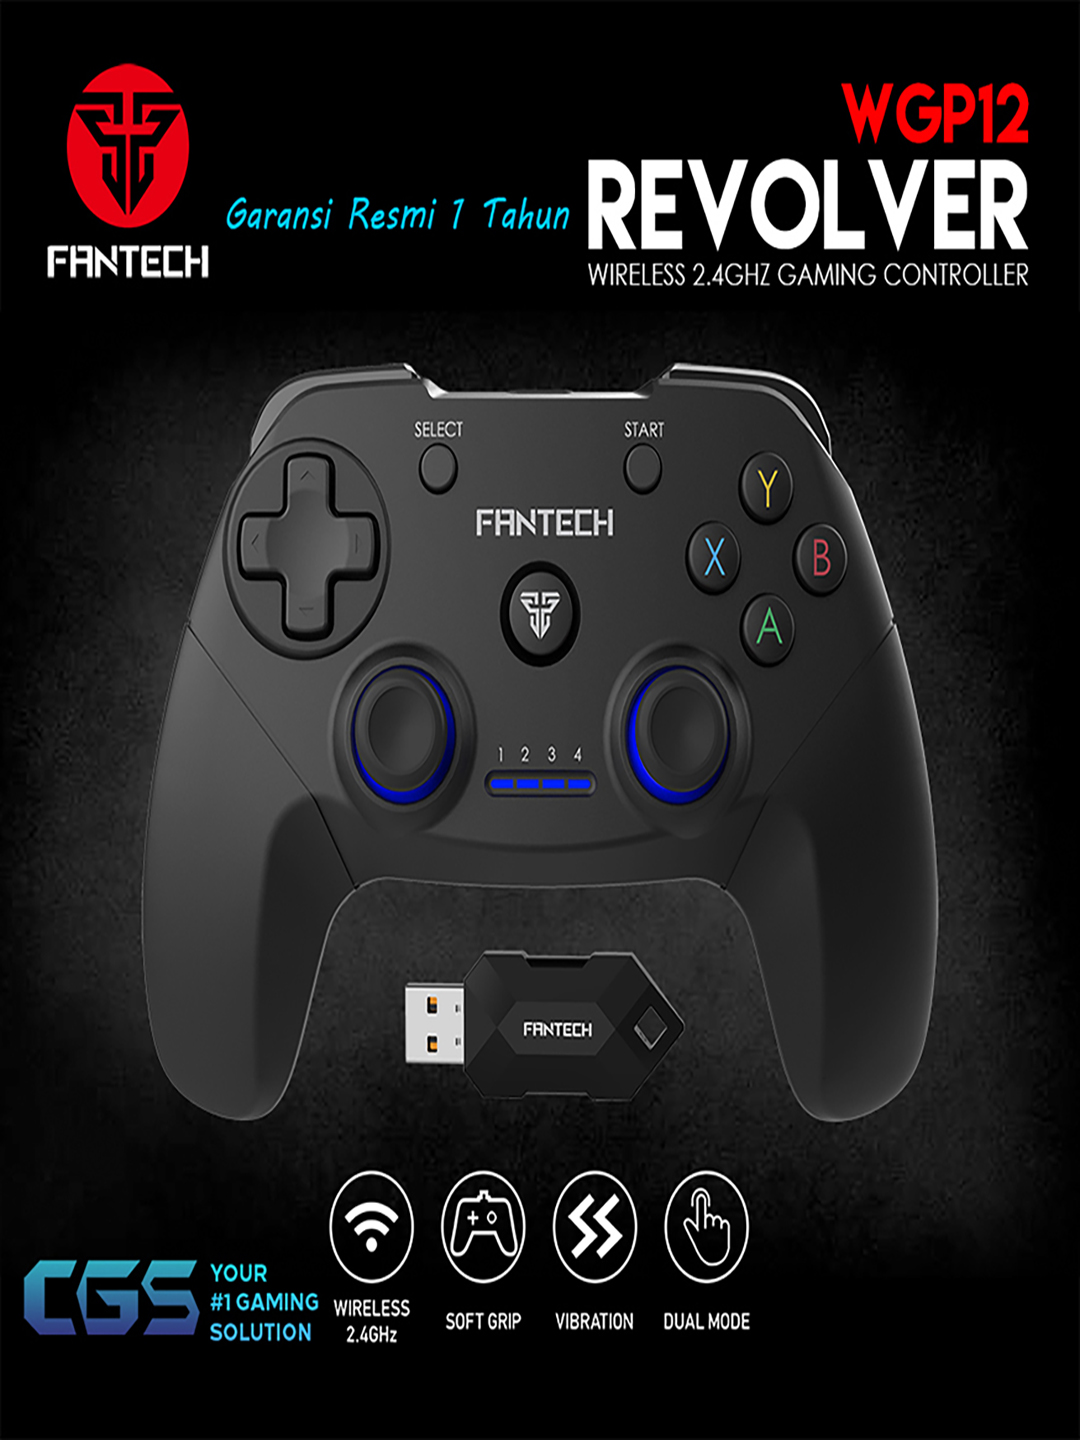 WGP12
FANTECH
Garansi Resmi 1 Tahun
REVOLVER
WIRELESS 2.4GHZ GAMING CONTROLLER
SELECT
START
FANTECH
Y
X
B
A
1 2 3 4
FANTECH
CGS
YOUR
#1 GAMING
SOLUTION
WIRELESS
2.4GHz
SOFT GRIP
VIBRATION
DUAL MODE